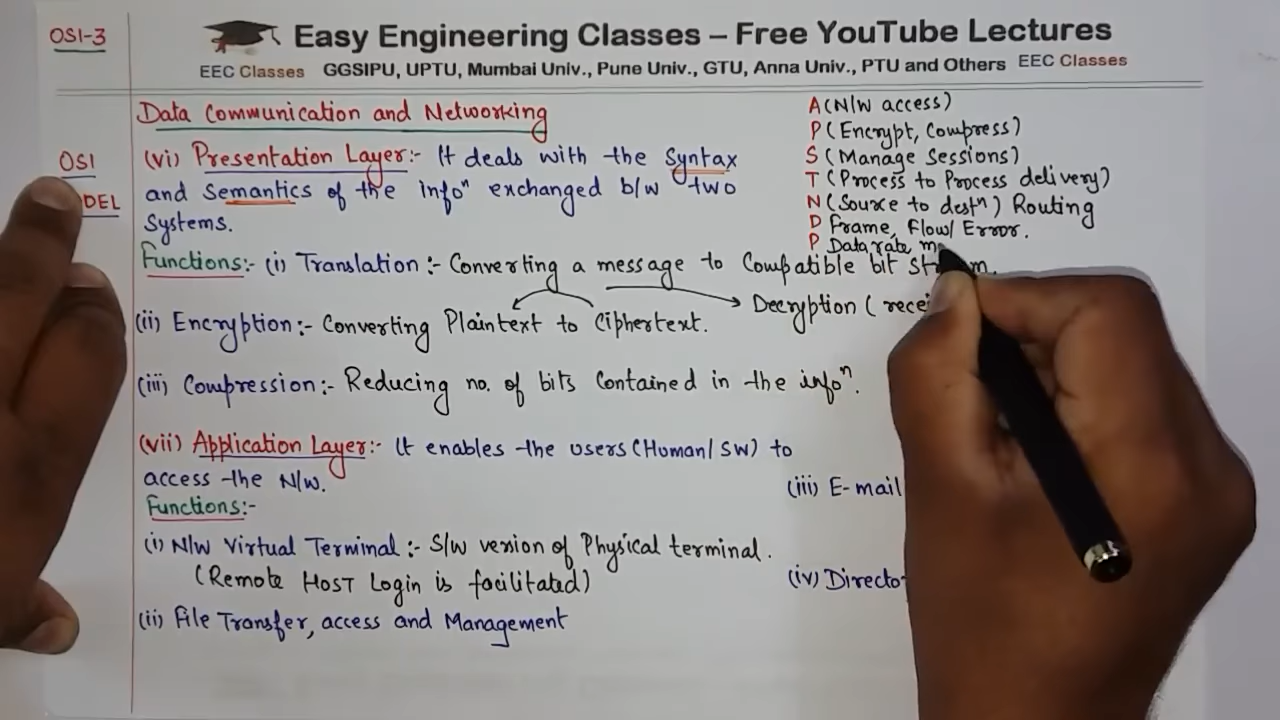 OSI-3
Easy Engineering Classes – Free YouTube Lectures
EEC Classes GGSIPU, UPTU, Mumbai Univ., Pune Univ., GTU, Anna Univ., PTU and Others EEC Classes
Data Communication and Networking
A (N/W access)
P (Encrypt, Compress)
S (Manage Sessions)
T (Process to Process delivery)
N (Source to destⁿ) Routing
D Frame, Flow/ Error.
P Data rate
OSI
DEL
(vi) Presentation Layer:- It deals with the Syntax
and Semantics of the infoⁿ exchanged b/w two
Systems.
Functions:- (i) Translation:- Converting a message to Compatible bit
(ii) Encryption:- Converting Plaintext to Ciphertext.
Decryption (
(iii) Compression:- Reducing no. of bits Contained in the infoⁿ.
(vii) Application Layer:- It enables the users (Human/ SW) to
access the N/W.
Functions:-
(i) N/W Virtual Terminal:- S/W version of Physical terminal.
(Remote HOST Login is facilitated)
(ii) File Transfer, access and Management
(iii) E-mail
(iv)